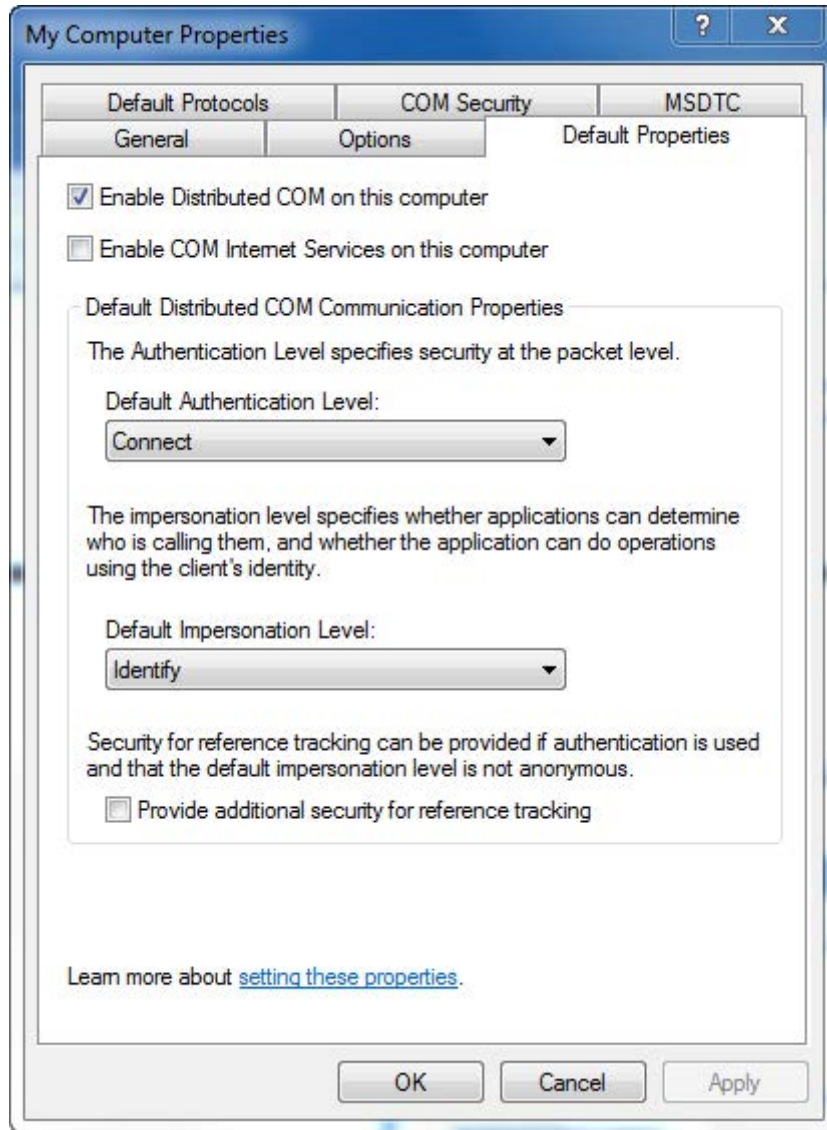 My Computer Properties
Default Protocols COM Security MSDTC
General Options Default Properties
Enable Distributed COM on this computer
Enable COM Internet Services on this computer
Default Distributed COM Communication Properties
The Authentication Level specifies security at the packet level.
Default Authentication Level:
Connect
The impersonation level specifies whether applications can determine
who is calling them, and whether the application can do operations
using the client's identity.
Default Impersonation Level:
Identify
Security for reference tracking can be provided if authentication is used
and that the default impersonation level is not anonymous.
Provide additional security for reference tracking
Learn more about setting these properties.
OK Cancel Apply